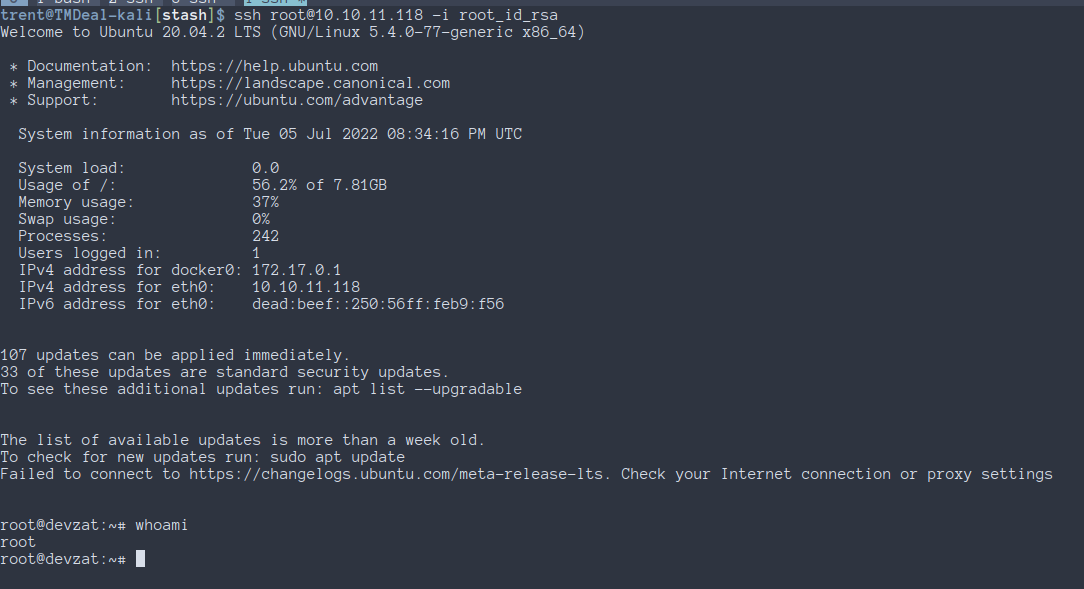 trent@TMDeal-kali[stash]$ ssh root@10.10.11.118 -i root_id_rsa
Welcome to Ubuntu 20.04.2 LTS (GNU/Linux 5.4.0-77-generic x86_64)
* Documentation: https://help.ubuntu.com
* Management: https://landscape.canonical.com
* Support: https://ubuntu.com/advantage
System information as of Tue 05 Jul 2022 08:34:16 PM UTC
System load: 0.0
Usage of /: 56.2% of 7.81GB
Memory usage: 37%
Swap usage: 0%
Processes: 242
Users logged in: 1
IPv4 address for docker0: 172.17.0.1
IPv4 address for eth0: 10.10.11.118
IPv6 address for eth0: dead:beef::250:56ff:feb9:f56
107 updates can be applied immediately.
33 of these updates are standard security updates.
To see these additional updates run: apt list --upgradable
The list of available updates is more than a week old.
To check for new updates run: sudo apt update
Failed to connect to https://changelogs.ubuntu.com/meta-release-lts. Check your Internet connection or proxy settings
root@devzat:~# whoami
root
root@devzat:~#